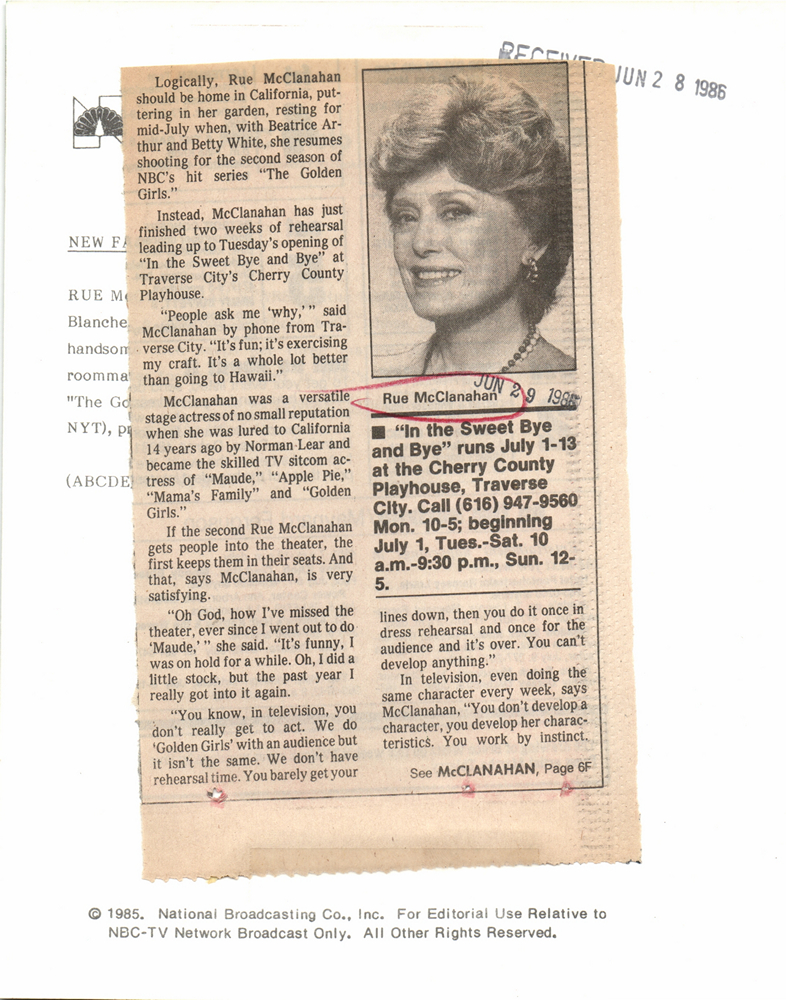 RECEIVED JUN 28 1986
Logically, Rue McClanahan
should be home in California, put-
tering in her garden, resting for
mid-July when, with Beatrice Ar-
thur and Betty White, she resumes
shooting for the second season of
NBC's hit series "The Golden
Girls."
Instead, McClanahan has just
finished two weeks of rehearsal
leading up to Tuesday's opening of
"In the Sweet Bye and Bye" at
Traverse City's Cherry County
Playhouse.
"People ask me 'why,' " said
McClanahan by phone from Tra-
verse City. "It's fun; it's exercising
my craft. It's a whole lot better
than going to Hawaii."
McClanahan was a versatile
stage actress of no small reputation
when she was lured to California
14 years ago by Norman Lear and
became the skilled TV sitcom ac-
tress of "Maude," "Apple Pie,"
"Mama's Family" and "Golden
Girls."
If the second Rue McClanahan
gets people into the theater, the
first keeps them in their seats. And
that, says McClanahan, is very
satisfying.
"Oh God, how I've missed the
theater, ever since I went out to do
'Maude,' " she said. "It's funny, I
was on hold for a while. Oh, I did a
little stock, but the past year I
really got into it again.
"You know, in television, you
don't really get to act. We do
'Golden Girls' with an audience but
it isn't the same. We don't have
rehearsal time. You barely get your
Rue McClanahan
JUN 29 1986
■ "In the Sweet Bye
and Bye" runs July 1-13
at the Cherry County
Playhouse, Traverse
City. Call (616) 947-9560
Mon. 10-5; beginning
July 1, Tues.-Sat. 10
a.m.-9:30 p.m., Sun. 12-
5.
lines down, then you do it once in
dress rehearsal and once for the
audience and it's over. You can't
develop anything."
In television, even doing the
same character every week, says
McClanahan, "You don't develop a
character, you develop her charac-
teristics. You work by instinct.
See McCLANAHAN, Page 6F
NEW
RUE
Blanche
"The
NYT),
(ABCDE
© 1985. National Broadcasting Co., Inc. For Editorial Use Relative to
NBC-TV Network Broadcast Only. All Other Rights Reserved.